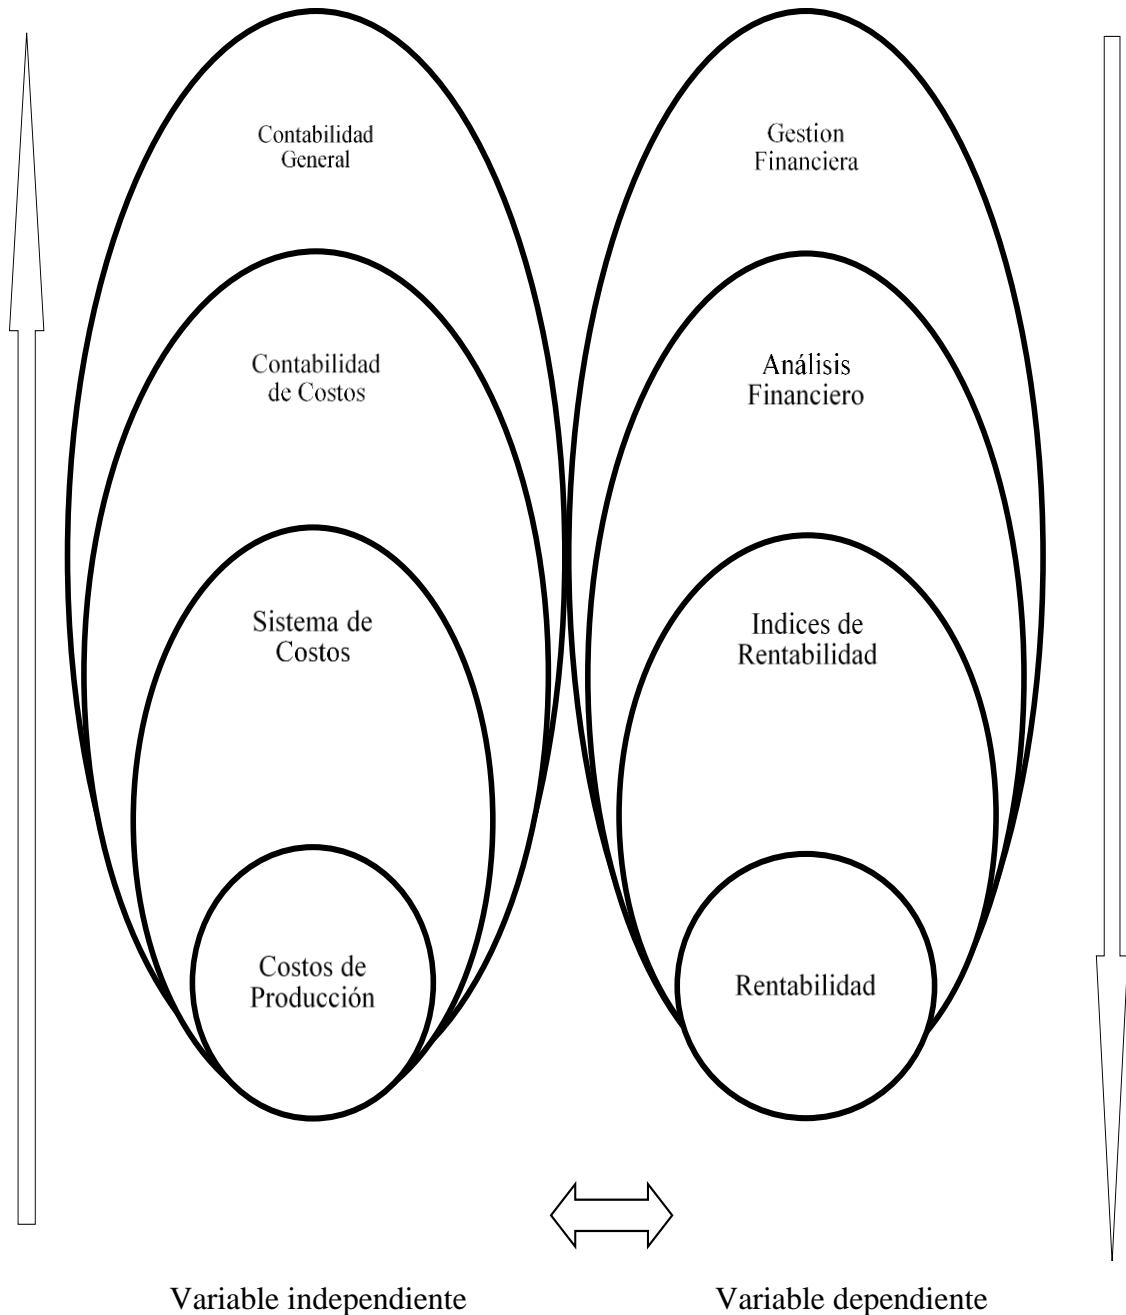 Contabilidad
General
Contabilidad
de Costos
Sistema de
Costos
Costos de
Producción
Gestion
Financiera
Análisis
Financiero
Indices de
Rentabilidad
Rentabilidad
Variable independiente
Variable dependiente